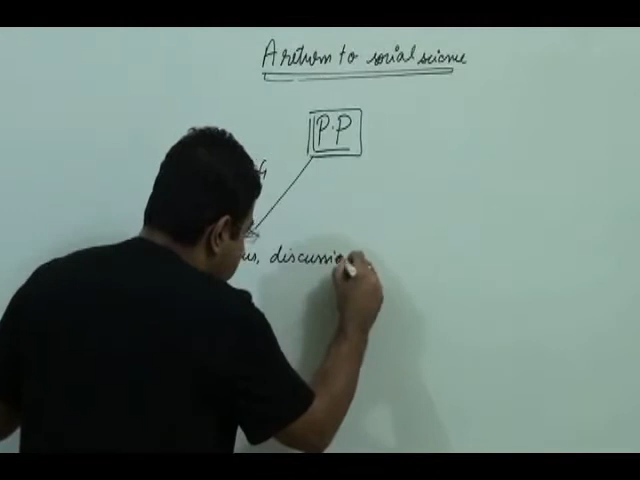 A return to social science
P.P
discussio